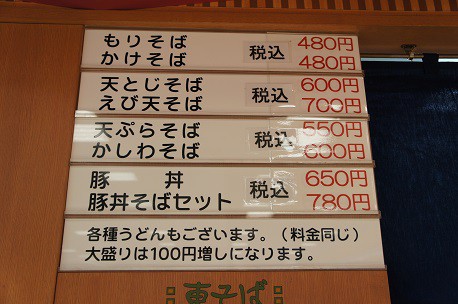 もりそば 税込 480円
かけそば 480円
天とじそば 税込 600円
えび天そば 700円
天ぷらそば 税込 550円
かしわそば 600円
豚丼 税込 650円
豚丼そばセット 780円
各種うどんもございます。（料金同じ）
大盛りは100円増しになります。
そば